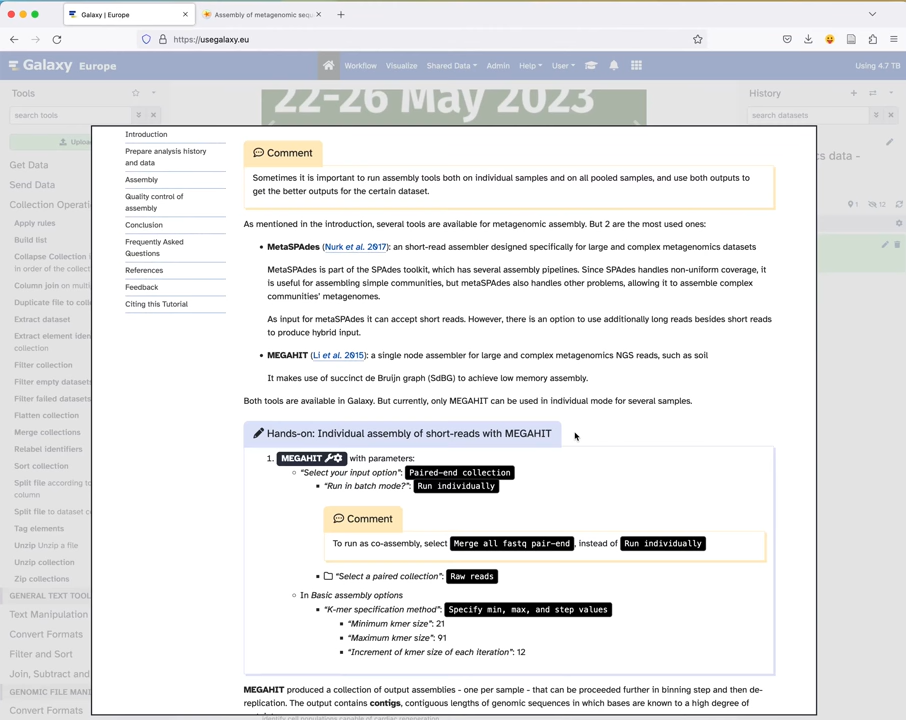 Galaxy | Europe
Assembly of metagenomic sequ
https://usegalaxy.eu
Galaxy Europe
Workflow
Visualize
Shared Data
Admin
Help
User
Using 4.7 TB
Tools
search tools
Upload
Get Data
Send Data
Collection Operati
Apply rules
Build list
Collapse Collection i
in order of the collect
Column join on multi
Duplicate file to coll
Extract dataset
Extract element iden
collection
Filter collection
Filter empty datasets
Filter failed datasets
Flatten collection
Merge collections
Relabel identifiers
Sort collection
Split file according to
column
Split file to dataset c
Tag elements
Unzip Unzip a file
Unzip collection
Zip collections
GENERAL TEXT TOOL
Text Manipulation
Convert Formats
Filter and Sort
Join, Subtract and
GENOMIC FILE MANI
Convert Formats
22-26 May 2023
History
search datasets
cs data -
1
12
Introduction
Prepare analysis history
and data
Assembly
Quality control of
assembly
Conclusion
Frequently Asked
Questions
References
Feedback
Citing this Tutorial
Comment
Sometimes it is important to run assembly tools both on individual samples and on all pooled samples, and use both outputs to
get the better outputs for the certain dataset.
As mentioned in the introduction, several tools are available for metagenomic assembly. But 2 are the most used ones:
• MetaSPAdes (Nurk et al. 2017): an short-read assembler designed specifically for large and complex metagenomics datasets
MetaSPAdes is part of the SPAdes toolkit, which has several assembly pipelines. Since SPAdes handles non-uniform coverage, it
is useful for assembling simple communities, but metaSPAdes also handles other problems, allowing it to assemble complex
communities' metagenomes.
As input for metaSPAdes it can accept short reads. However, there is an option to use additionally long reads besides short reads
to produce hybrid input.
• MEGAHIT (Li et al. 2015): a single node assembler for large and complex metagenomics NGS reads, such as soil
It makes use of succinct de Bruijn graph (SdBG) to achieve low memory assembly.
Both tools are available in Galaxy. But currently, only MEGAHIT can be used in individual mode for several samples.
Hands-on: Individual assembly of short-reads with MEGAHIT
1. MEGAHIT with parameters:
"Select your input option": Paired-end collection
"Run in batch mode?": Run individually
Comment
To run as co-assembly, select Merge all fastq pair-end, instead of Run individually
"Select a paired collection": Raw reads
In Basic assembly options
"K-mer specification method": Specify min, max, and step values
"Minimum kmer size": 21
"Maximum kmer size": 91
"Increment of kmer size of each iteration": 12
MEGAHIT produced a collection of output assemblies - one per sample - that can be proceeded further in binning step and then de-
replication. The output contains contigs, contiguous lengths of genomic sequences in which bases are known to a high degree of